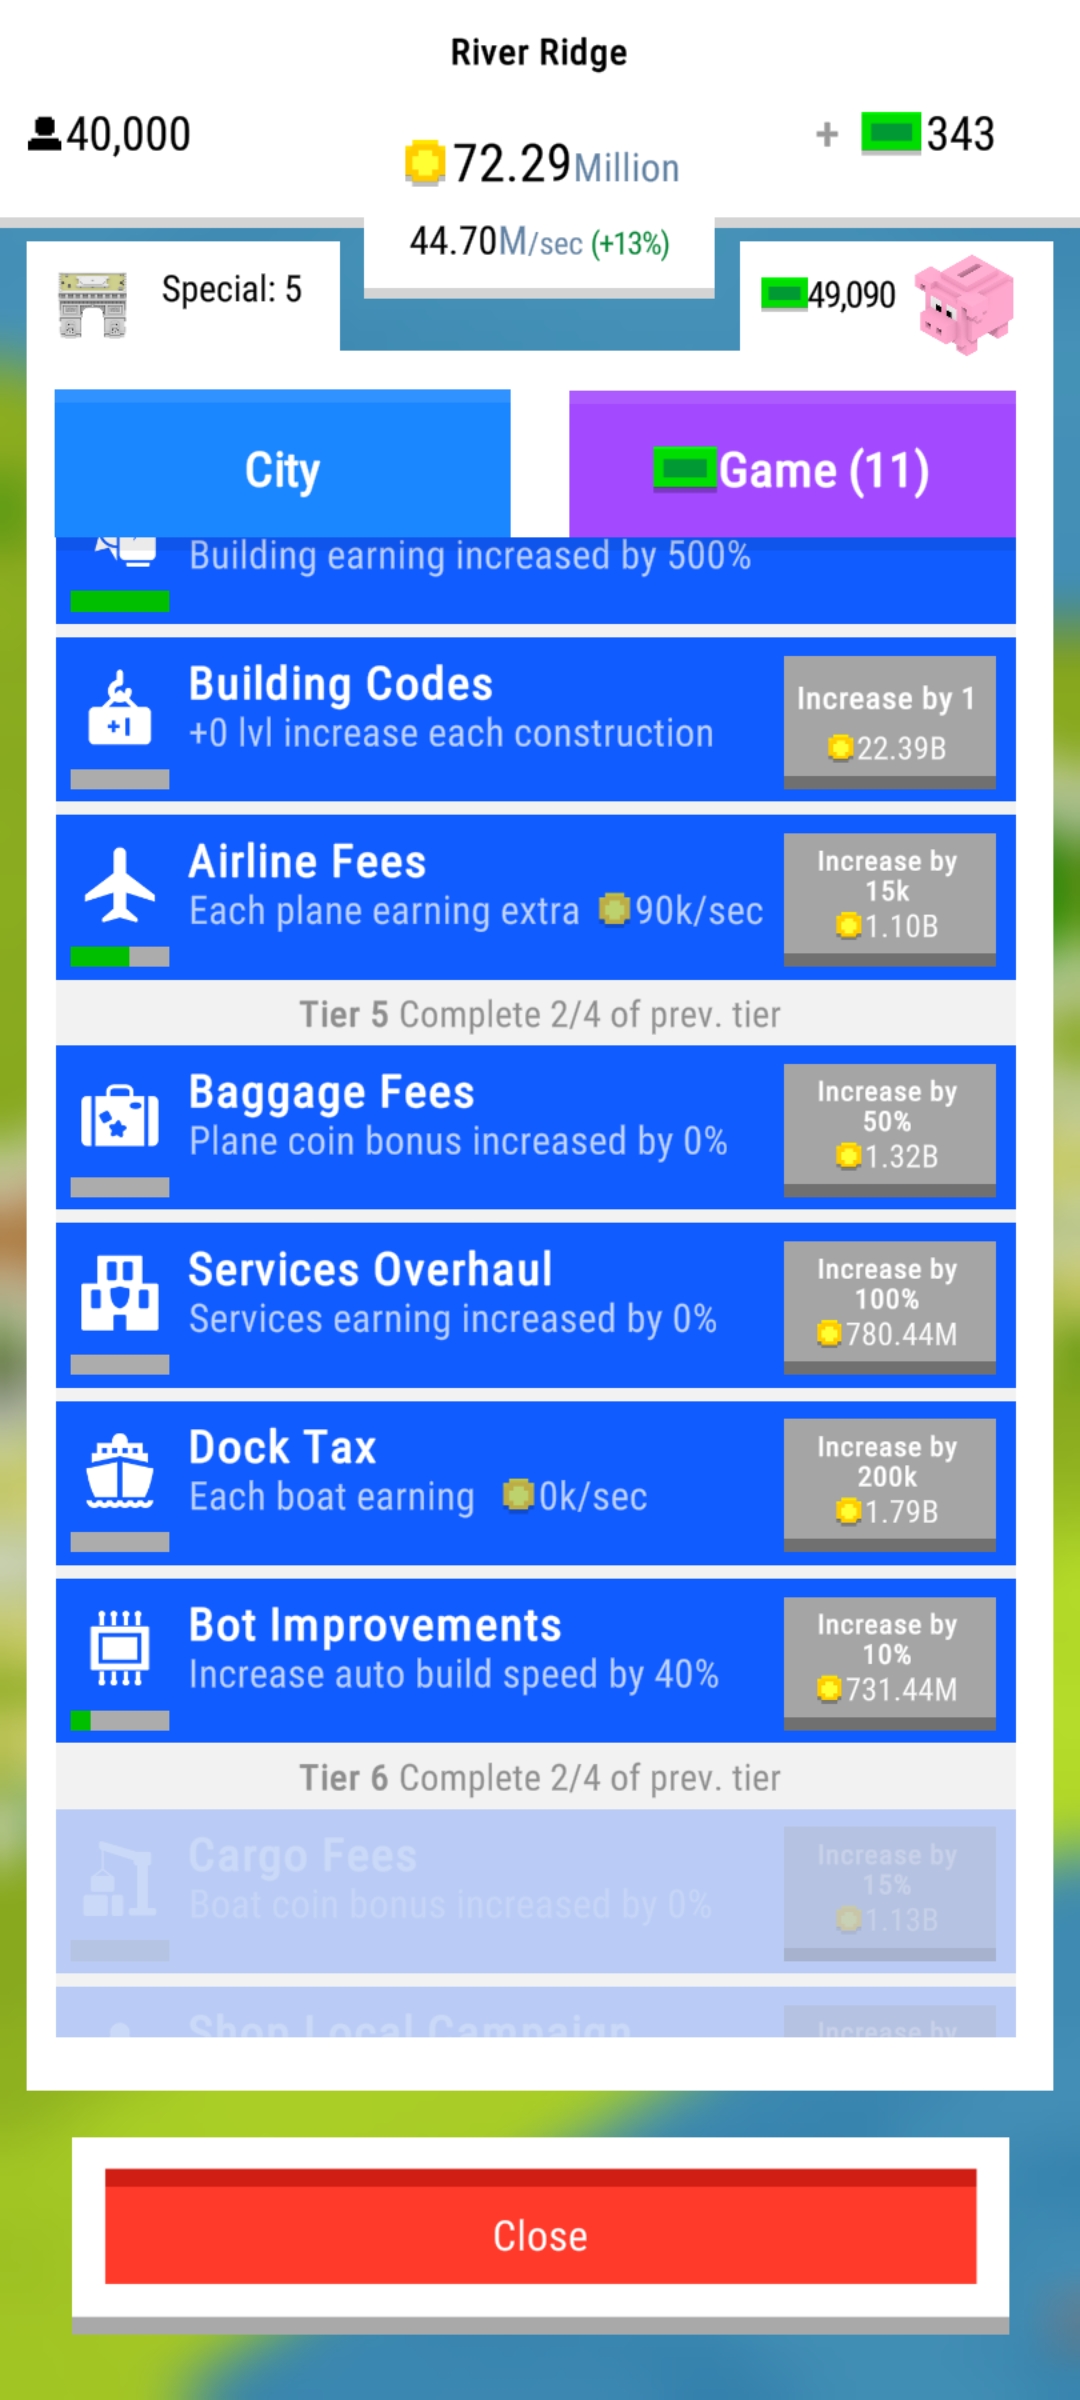 River Ridge
40,000
72.29Million
+ 343
44.70M/sec (+13%)
Special: 5
49,090
City
Game (11)
Building earning increased by 500%
Building Codes
+0 lvl increase each construction
Increase by 1
22.39B
Airline Fees
Each plane earning extra 90k/sec
Increase by
15k
1.10B
Tier 5 Complete 2/4 of prev. tier
Baggage Fees
Plane coin bonus increased by 0%
Increase by
50%
1.32B
Services Overhaul
Services earning increased by 0%
Increase by
100%
780.44M
Dock Tax
Each boat earning 0k/sec
Increase by
200k
1.79B
Bot Improvements
Increase auto build speed by 40%
Increase by
10%
731.44M
Tier 6 Complete 2/4 of prev. tier
Cargo Fees
Boat coin bonus increased by 0%
Increase by
15%
1.13B
Shop Local Campaign
Increase by
Close